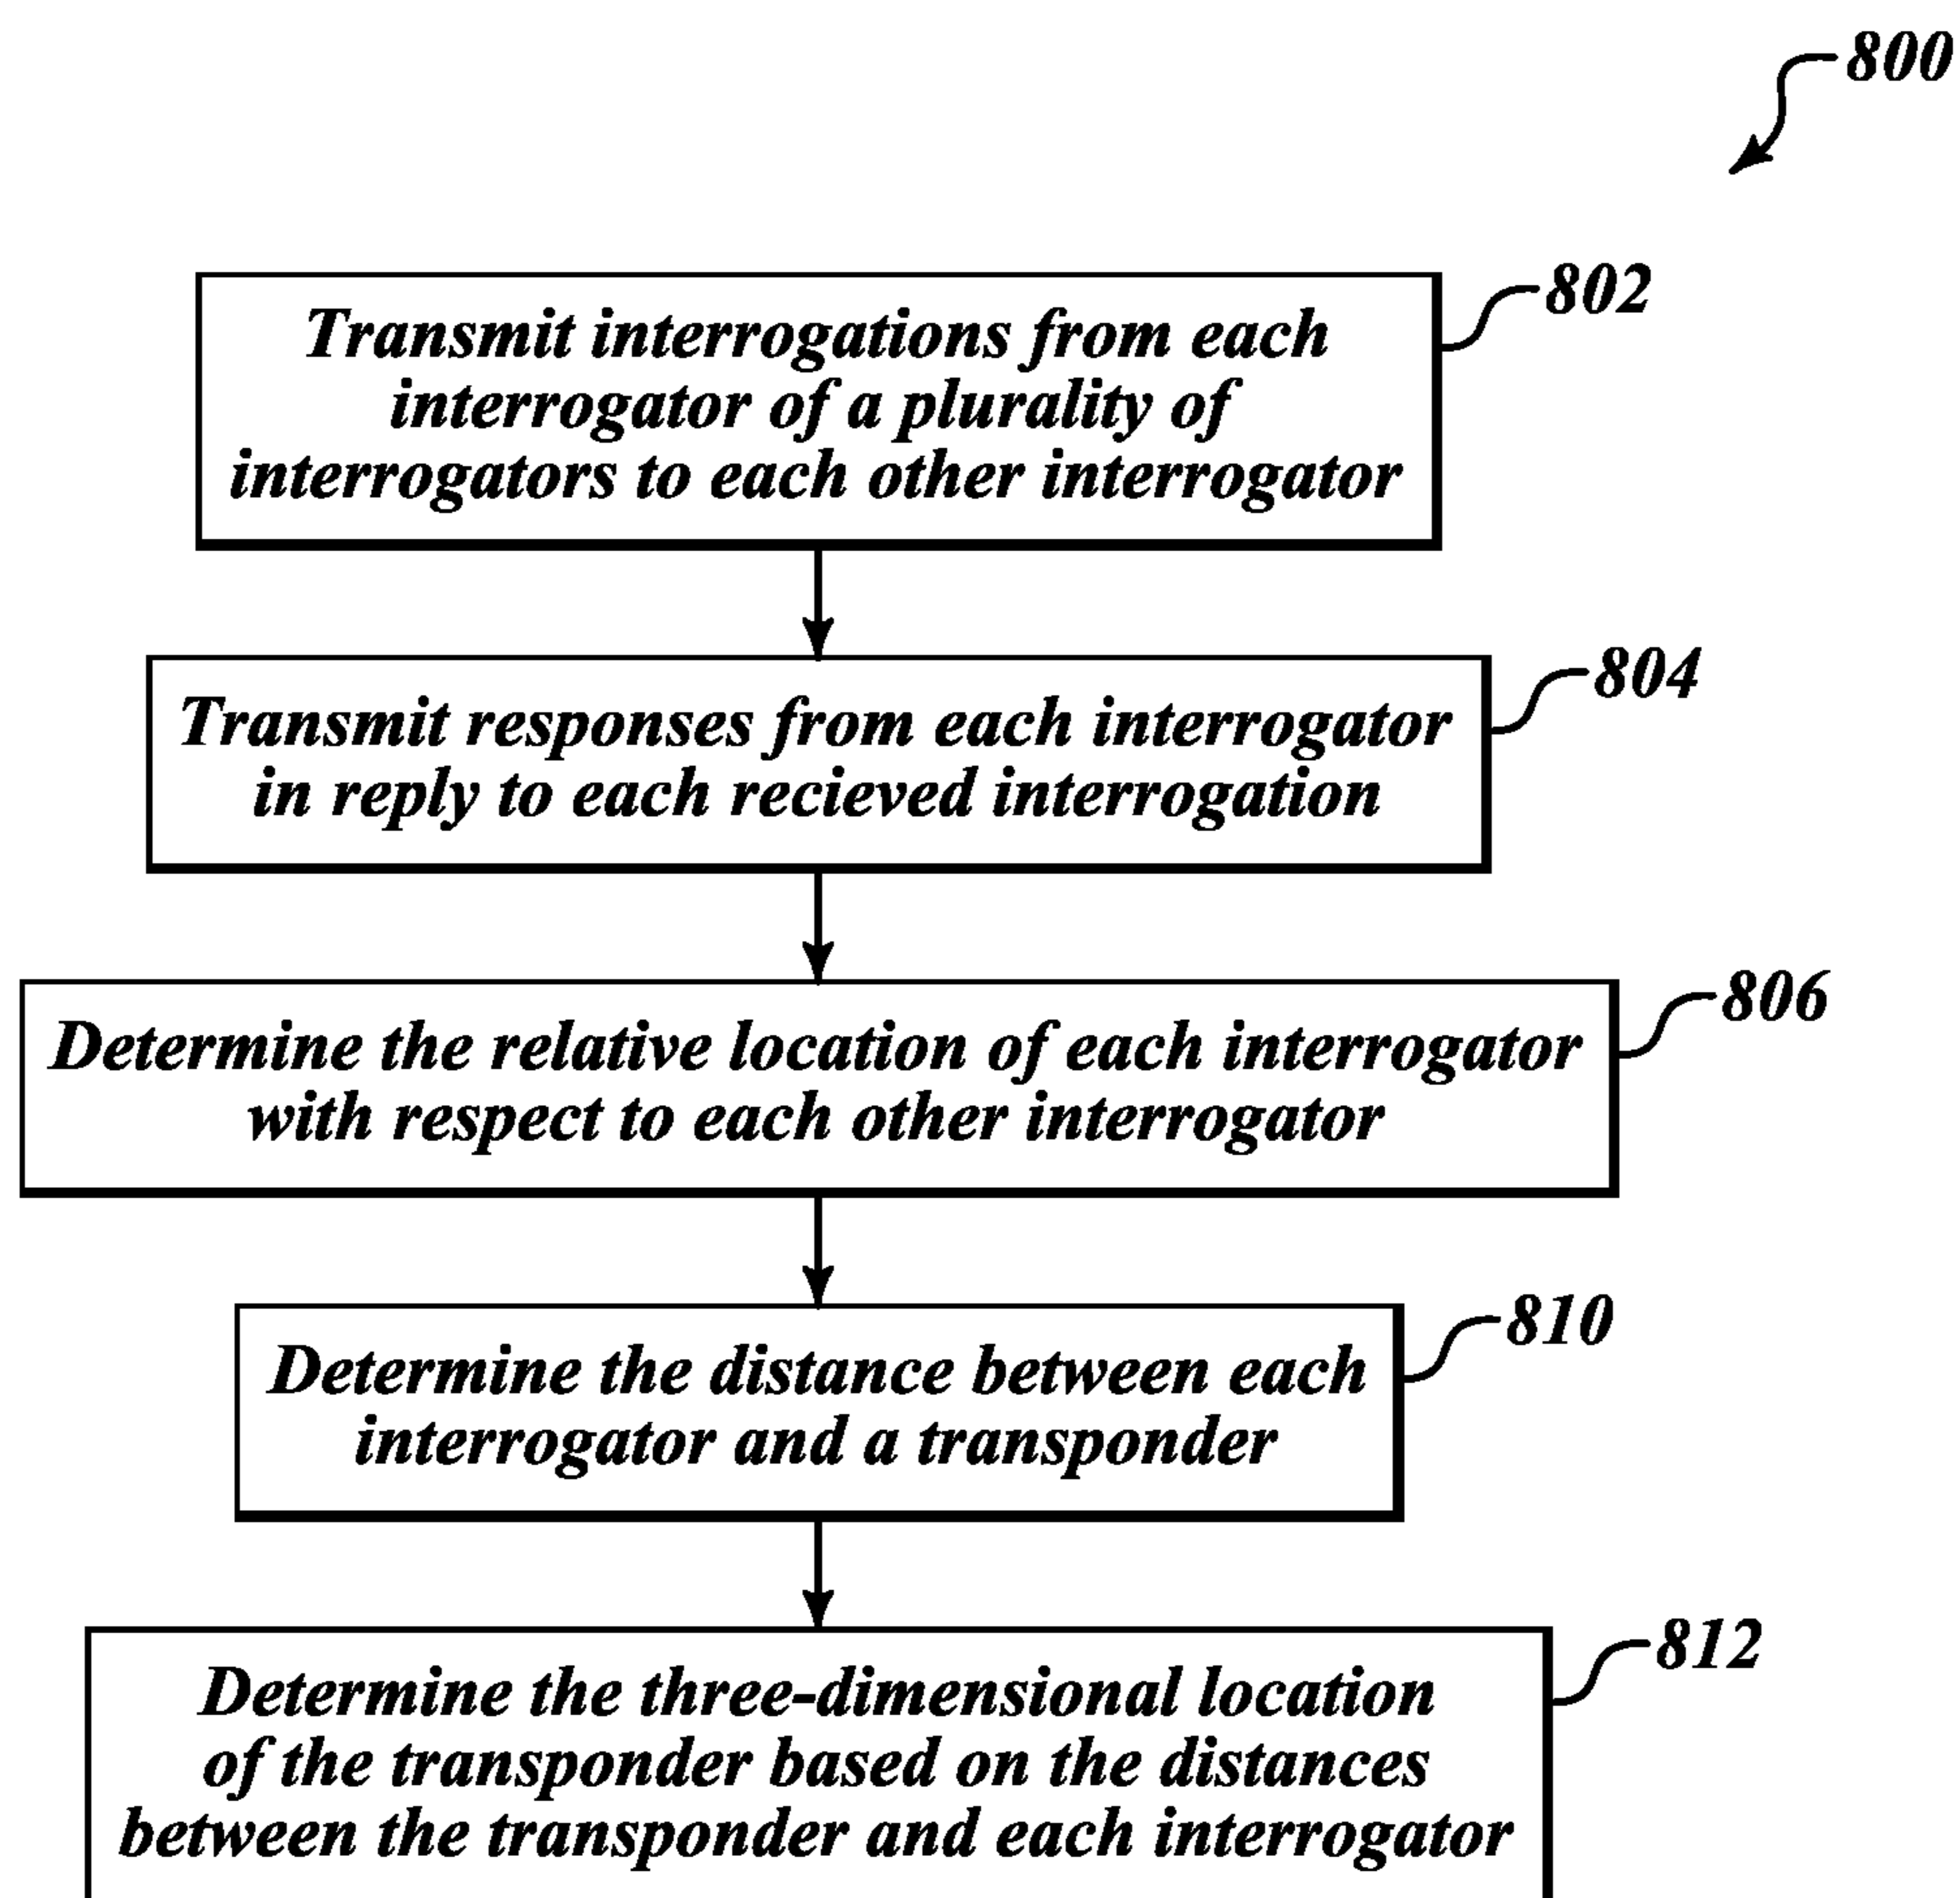 800
802
Transmit interrogations from each
interrogator of a plurality of
interrogators to each other interrogator
804
Transmit responses from each interrogator
in reply to each recieved interrogation
806
Determine the relative location of each interrogator
with respect to each other interrogator
810
Determine the distance between each
interrogator and a transponder
812
Determine the three-dimensional location
of the transponder based on the distances
between the transponder and each interrogator